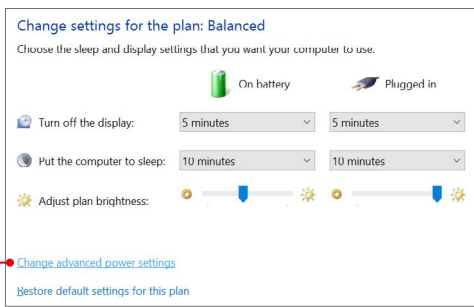 Change settings for the plan: Balanced
Choose the sleep and display settings that you want your computer to use.
On battery Plugged in
Turn off the display: 5 minutes 5 minutes
Put the computer to sleep: 10 minutes 10 minutes
Adjust plan brightness:
Change advanced power settings
Restore default settings for this plan